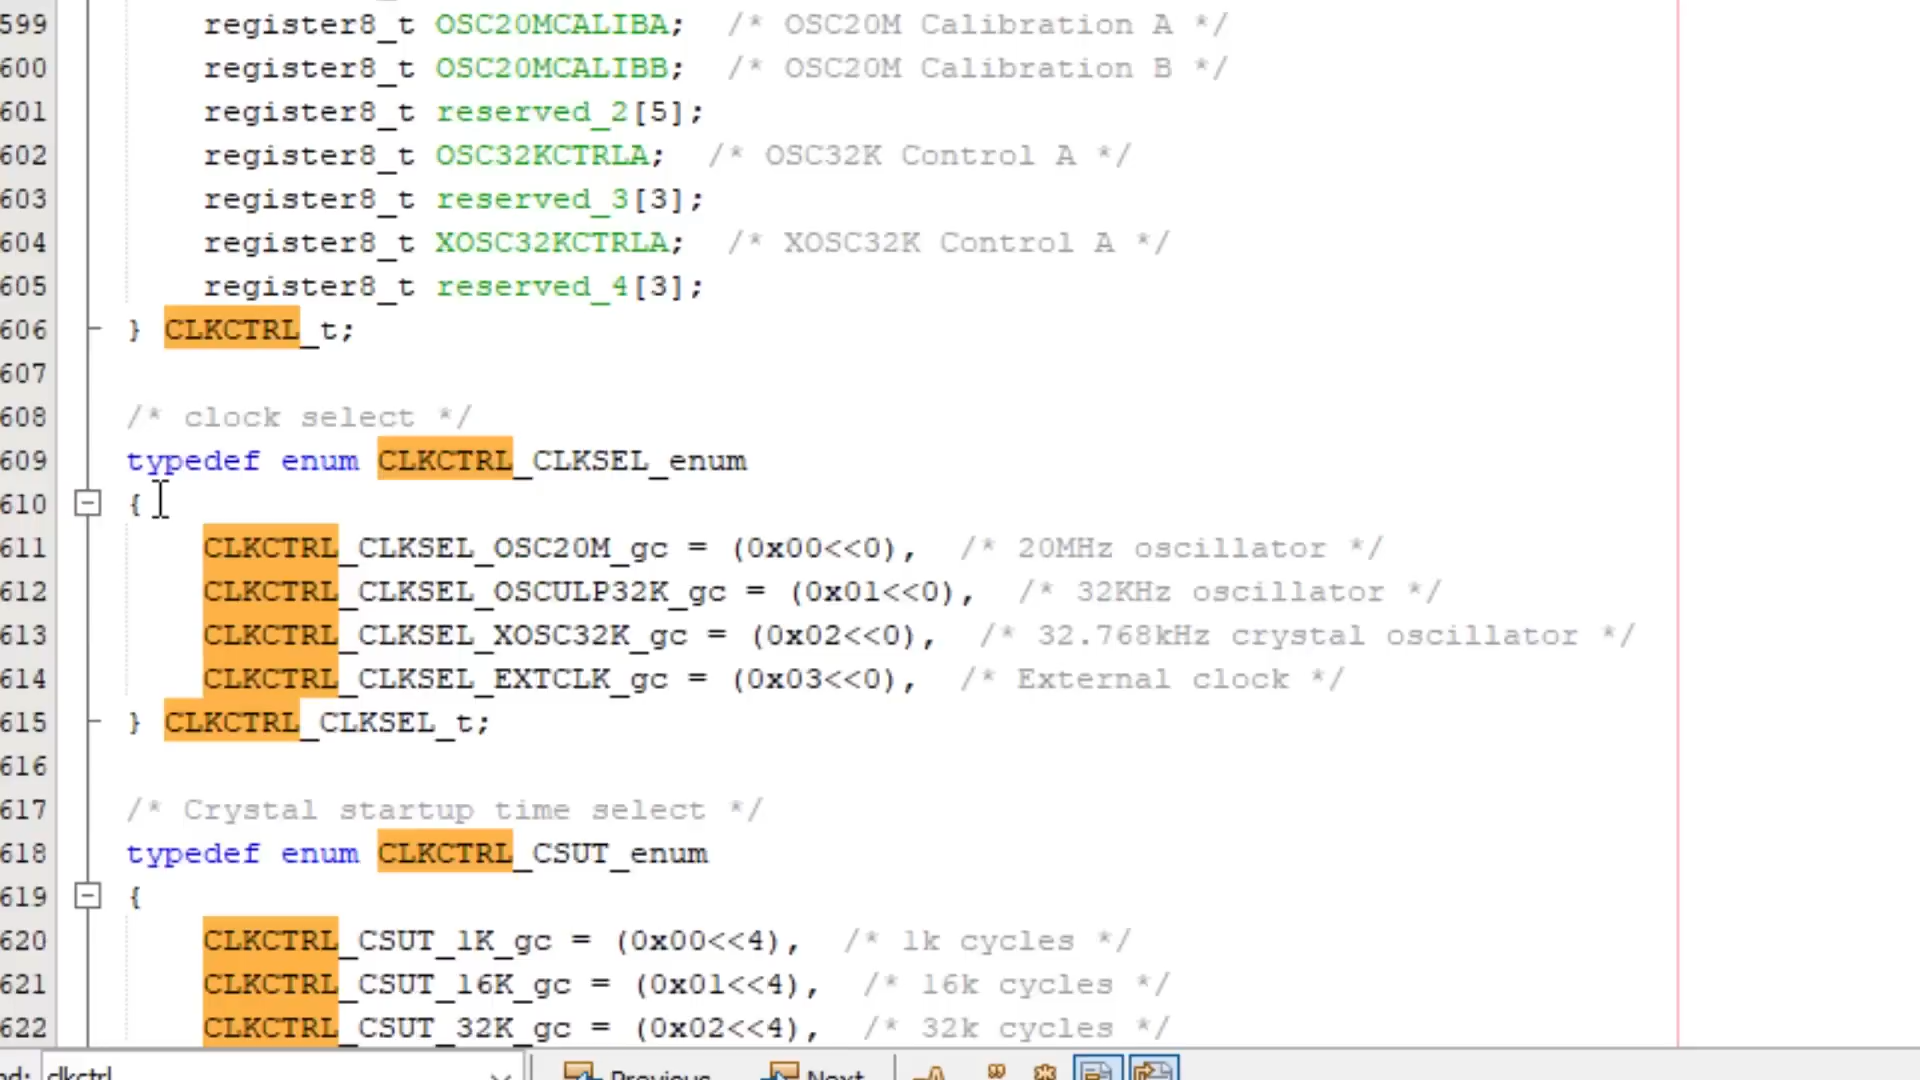 599 register8_t OSC20MCALIBA; /* OSC20M Calibration A */
600 register8_t OSC20MCALIBB; /* OSC20M Calibration B */
601 register8_t reserved_2[5];
602 register8_t OSC32KCTRLA; /* OSC32K Control A */
603 register8_t reserved_3[3];
604 register8_t XOSC32KCTRLA; /* XOSC32K Control A */
605 register8_t reserved_4[3];
606 } CLKCTRL_t;
607
608 /* clock select */
609 typedef enum CLKCTRL_CLKSEL_enum
610 {
611 CLKCTRL_CLKSEL_OSC20M_gc = (0x00<<0), /* 20MHz oscillator */
612 CLKCTRL_CLKSEL_OSCULP32K_gc = (0x01<<0), /* 32KHz oscillator */
613 CLKCTRL_CLKSEL_XOSC32K_gc = (0x02<<0), /* 32.768kHz crystal oscillator */
614 CLKCTRL_CLKSEL_EXTCLK_gc = (0x03<<0), /* External clock */
615 } CLKCTRL_CLKSEL_t;
616
617 /* Crystal startup time select */
618 typedef enum CLKCTRL_CSUT_enum
619 {
620 CLKCTRL_CSUT_1K_gc = (0x00<<4), /* 1k cycles */
621 CLKCTRL_CSUT_16K_gc = (0x01<<4), /* 16k cycles */
622 CLKCTRL_CSUT_32K_gc = (0x02<<4), /* 32k cycles */
nd: clkctrl Previous Next